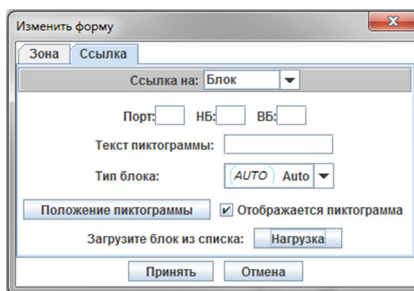 Изменить форму
Зона Ссылка
Ссылка на: Блок
Порт: НБ: ВБ:
Текст пиктограммы:
Тип блока: AUTO Auto
Положение пиктограммы Отображается пиктограмма
Загрузите блок из списка: Нагрузка
Принять Отмена